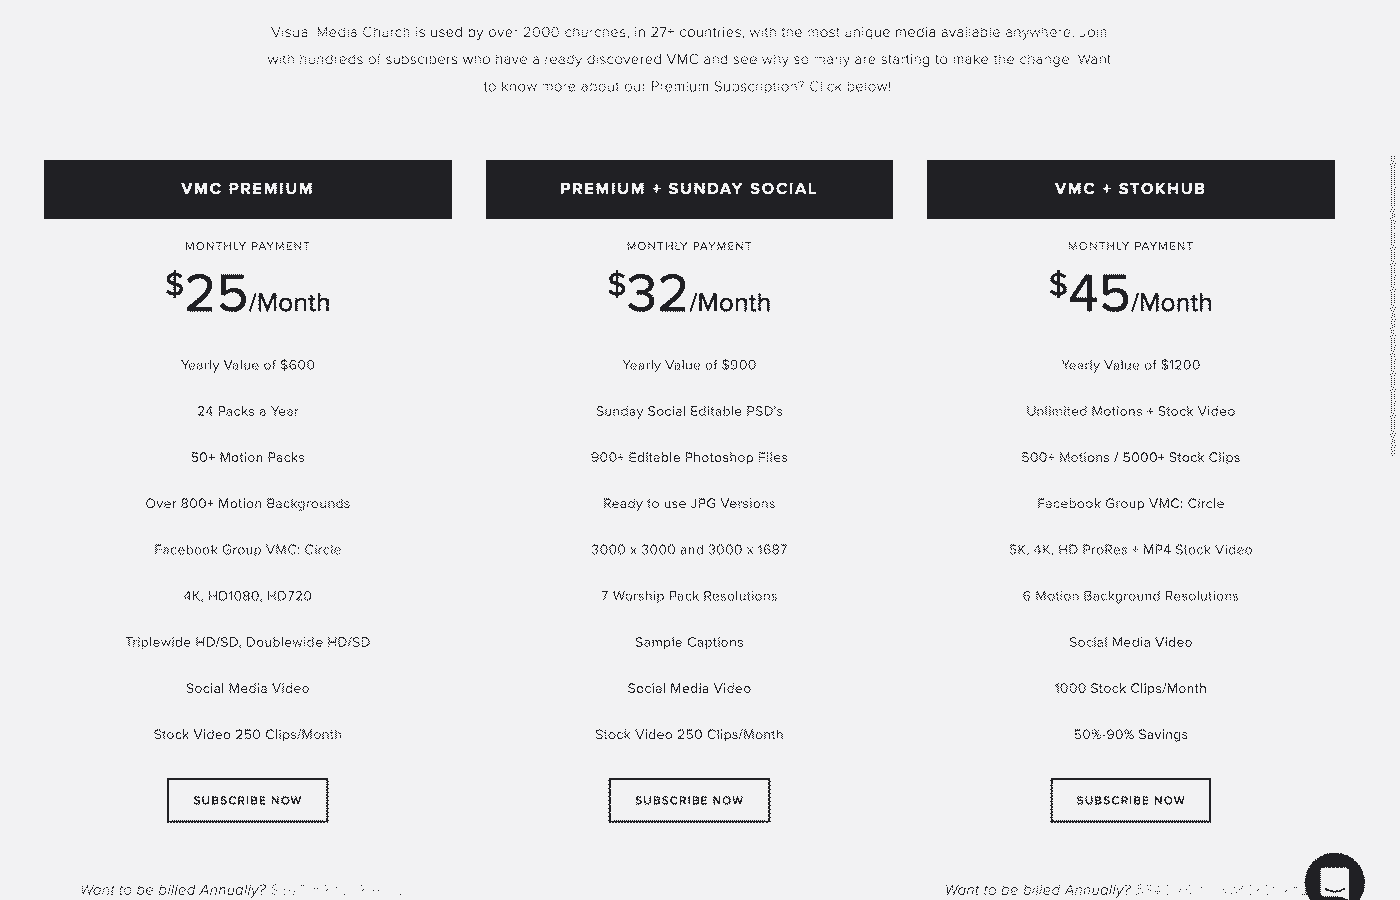 Visual Media Church is used by over 2000 churches, in 27+ countries, with the most unique media available anywhere. Join
with hundreds of subscibers who have already discovered VMC and see why so many are starting to make the change. Want
to know more about our Premium Subscription? Click below!
VMC PREMIUM
MONTHLY PAYMENT
$25/Month
Yearly Value of $600
24 Packs a Year
50+ Motion Packs
Over 800+ Motion Backgrounds
Facebook Group VMC: Circle
4K, HD1080, HD720
Triplewide HD/SD, Doublewide HD/SD
Social Media Video
Stock Video 250 Clips/Month
SUBSCRIBE NOW
Want to be billed Annually?
PREMIUM + SUNDAY SOCIAL
MONTHLY PAYMENT
$32/Month
Yearly Value of $900
Sunday Social Editable PSD's
900+ Editable Photoshop Files
Ready to use JPG Versions
3000 x 3000 and 3000 x 1687
7 Worship Pack Resolutions
Sample Captions
Social Media Video
Stock Video 250 Clips/Month
SUBSCRIBE NOW
VMC + STOKHUB
MONTHLY PAYMENT
$45/Month
Yearly Value of $1200
Unlimited Motions + Stock Video
500+ Motions / 5000+ Stock Clips
Facebook Group VMC: Circle
5K, 4K, HD ProRes + MP4 Stock Video
6 Motion Background Resolutions
Social Media Video
1000 Stock Clips/Month
50%-90% Savings
SUBSCRIBE NOW
Want to be billed Annually?